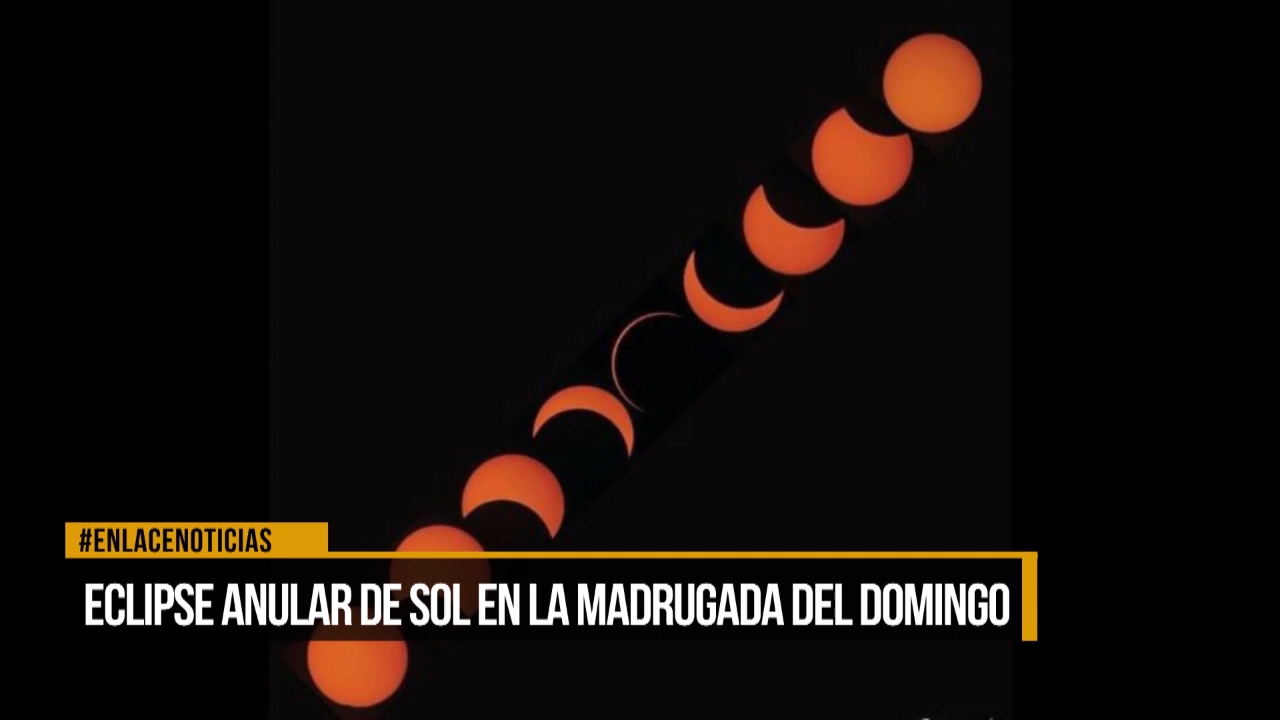 #ENLACENOTICIAS
ECLIPSE ANULAR DE SOL EN LA MADRUGADA DEL DOMINGO